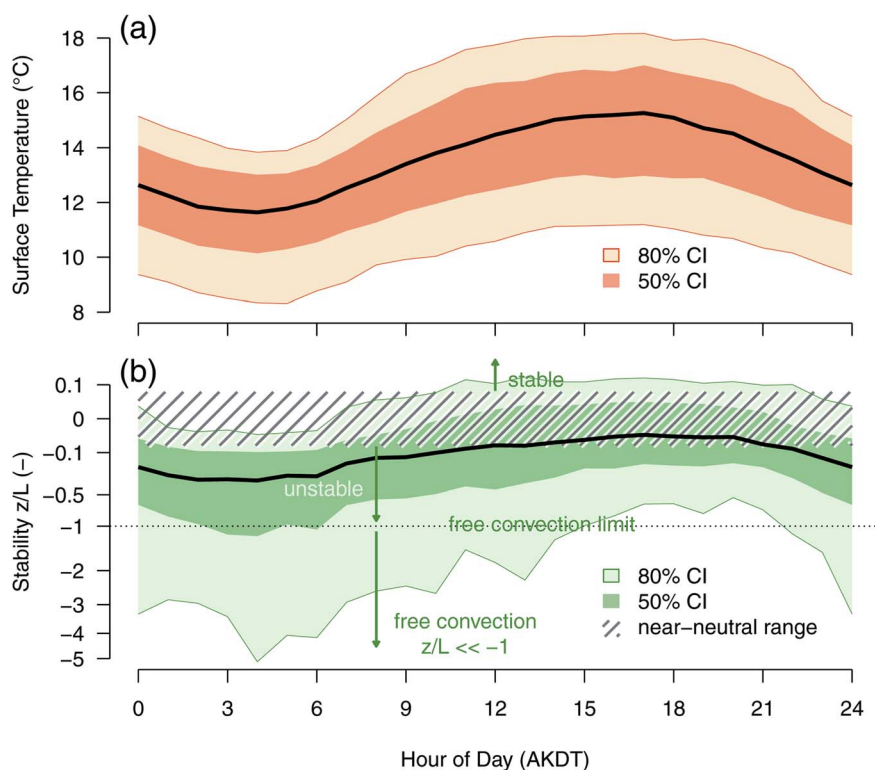 (a)
Surface Temperature (°C)
18
16
14
12
10
8
80% CI
50% CI
(b)
Stability z/L (−)
0.1
0
−0.1
−0.5
−1
−2
−3
−4
−5
stable
unstable
free convection limit
free convection
z/L << −1
80% CI
50% CI
near−neutral range
0 3 6 9 12 15 18 21 24
Hour of Day (AKDT)